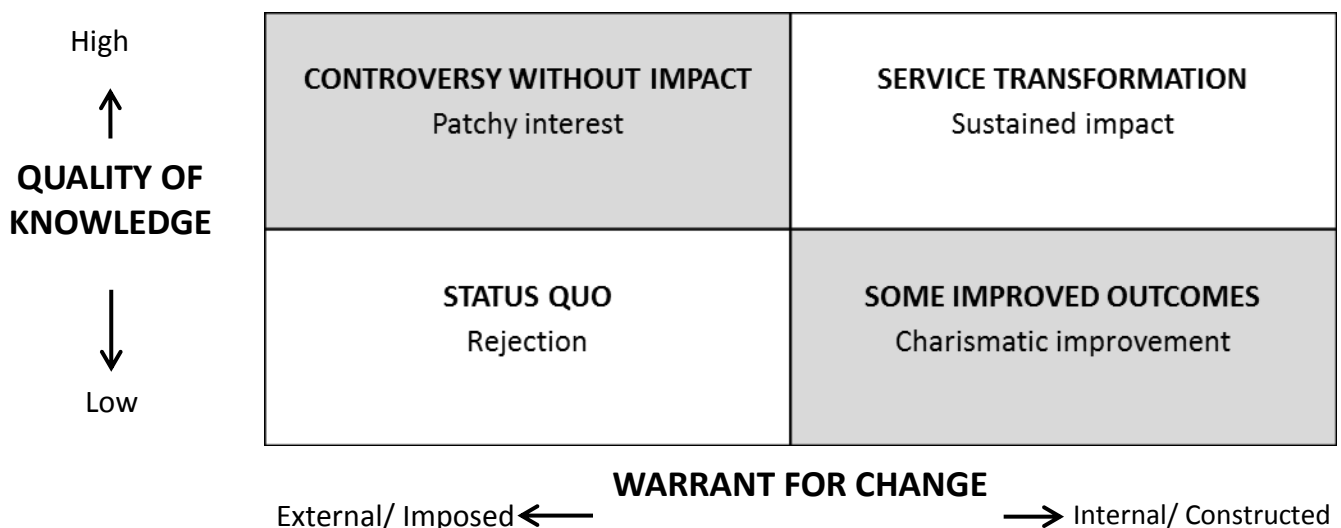 High
CONTROVERSY WITHOUT IMPACT
Patchy interest
SERVICE TRANSFORMATION
Sustained impact
QUALITY OF
KNOWLEDGE
STATUS QUO
Rejection
SOME IMPROVED OUTCOMES
Charismatic improvement
Low
WARRANT FOR CHANGE
External/ Imposed
Internal/ Constructed